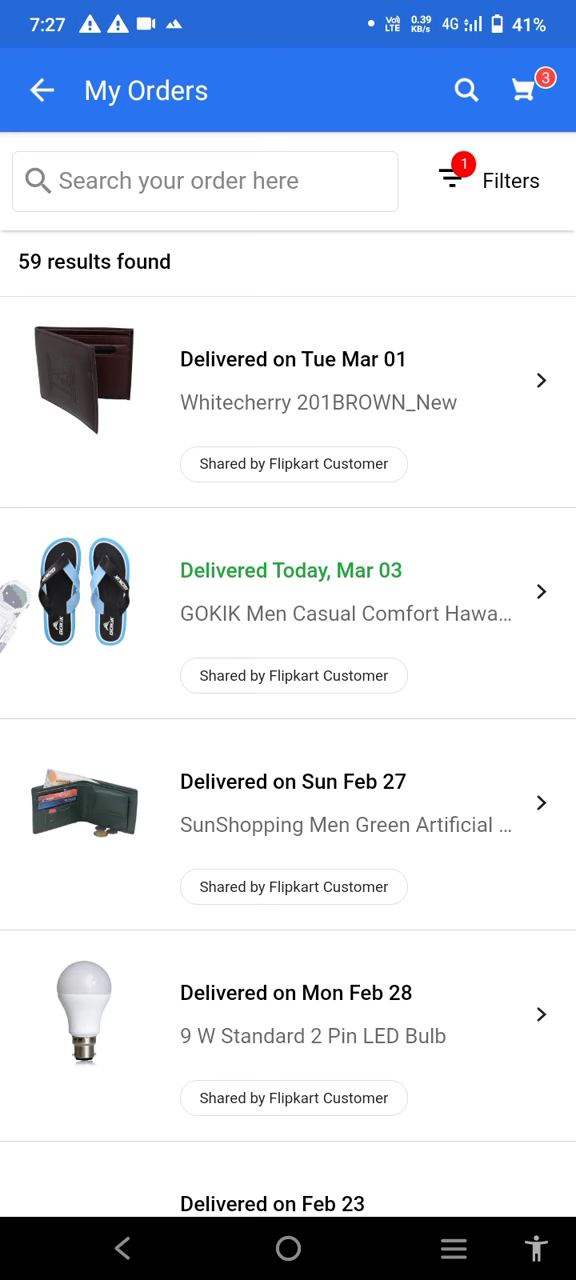 7:27
Vo) LTE
0.39 KB/s
4G
41%
My Orders
3
Search your order here
1
Filters
59 results found
Delivered on Tue Mar 01
Whitecherry 201BROWN_New
Shared by Flipkart Customer
Delivered Today, Mar 03
GOKIK Men Casual Comfort Hawa...
Shared by Flipkart Customer
Delivered on Sun Feb 27
SunShopping Men Green Artificial ...
Shared by Flipkart Customer
Delivered on Mon Feb 28
9 W Standard 2 Pin LED Bulb
Shared by Flipkart Customer
Delivered on Feb 23